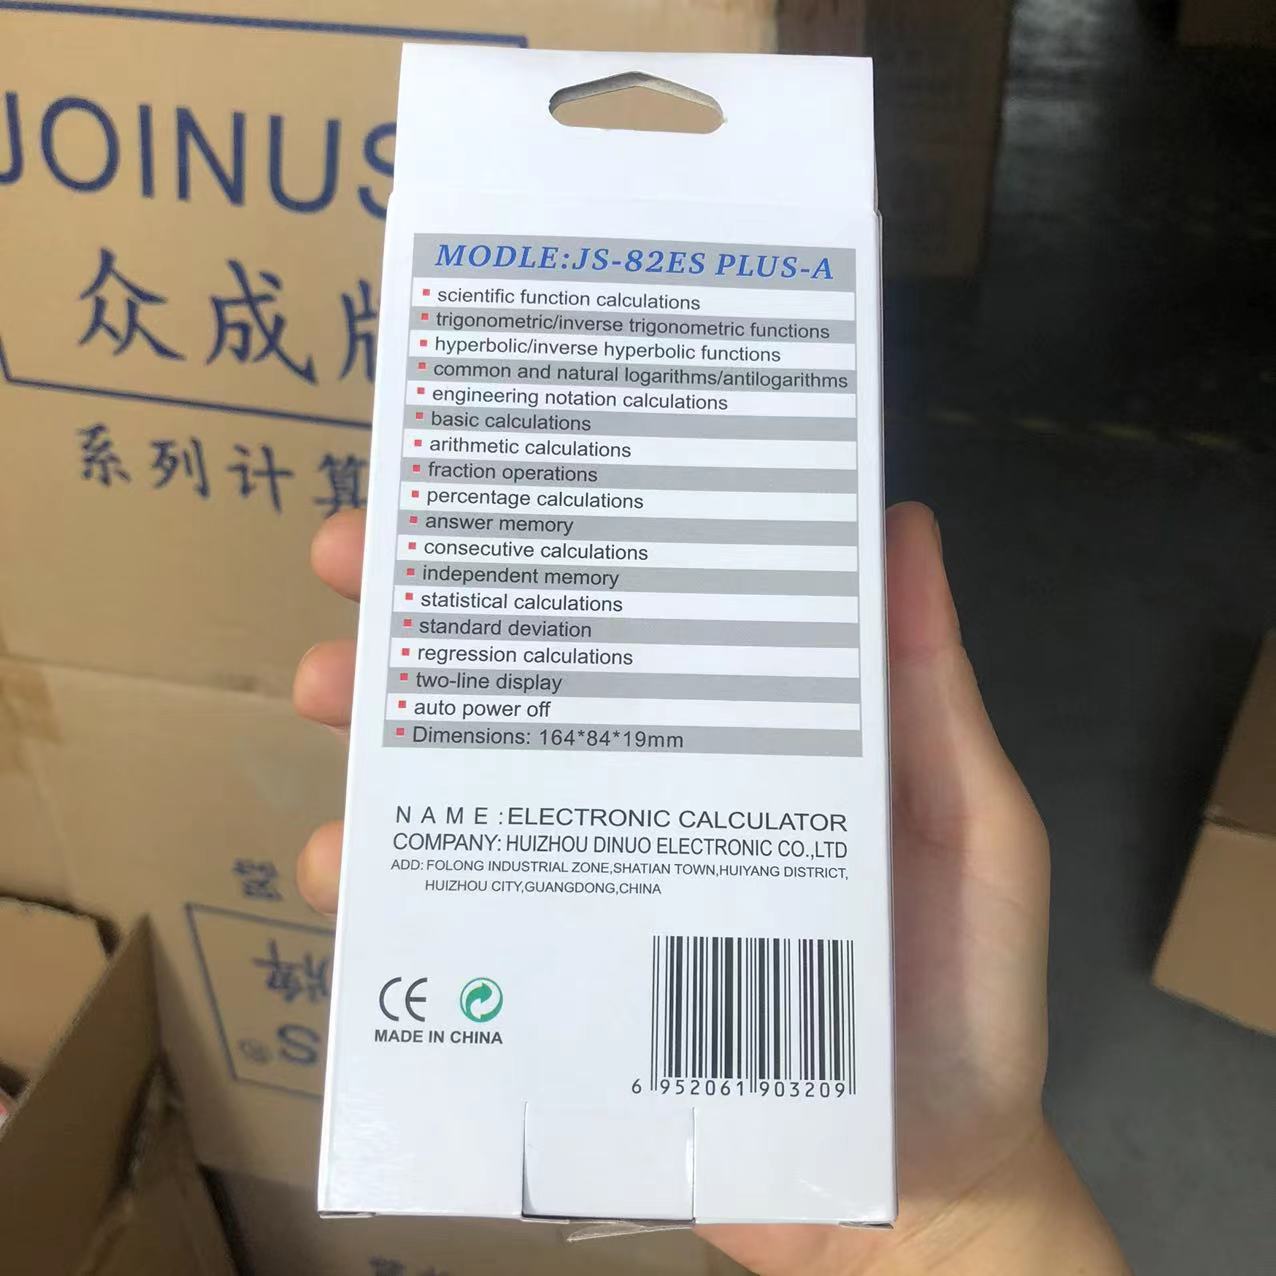 JOINUS
众成
系列计算
MODLE:JS-82ES PLUS-A
scientific function calculations
trigonometric/inverse trigonometric functions
hyperbolic/inverse hyperbolic functions
common and natural logarithms/antilogarithms
engineering notation calculations
basic calculations
arithmetic calculations
fraction operations
percentage calculations
answer memory
consecutive calculations
independent memory
statistical calculations
standard deviation
regression calculations
two-line display
auto power off
Dimensions: 164*84*19mm
NAME:ELECTRONIC CALCULATOR
COMPANY: HUIZHOU DINUO ELECTRONIC CO.,LTD
ADD: FOLONG INDUSTRIAL ZONE,SHATIAN TOWN,HUIYANG DISTRICT,
HUIZHOU CITY,GUANGDONG,CHINA
CE
MADE IN CHINA
6 952061 903209